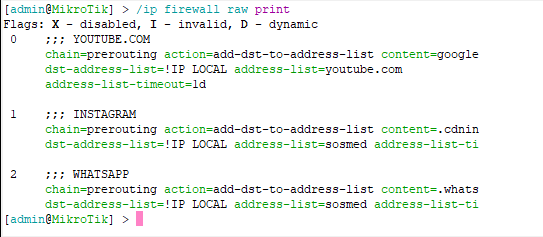 [admin@MikroTik] > /ip firewall raw print
Flags: X - disabled, I - invalid, D - dynamic
0 ;;; YOUTUBE.COM
chain=prerouting action=add-dst-to-address-list content=google
dst-address-list=!IP LOCAL address-list=youtube.com
address-list-timeout=1d
1 ;;; INSTAGRAM
chain=prerouting action=add-dst-to-address-list content=.cdnin
dst-address-list=!IP LOCAL address-list=sosmed address-list-ti
2 ;;; WHATSAPP
chain=prerouting action=add-dst-to-address-list content=.whats
dst-address-list=!IP LOCAL address-list=sosmed address-list-ti
[admin@MikroTik] >